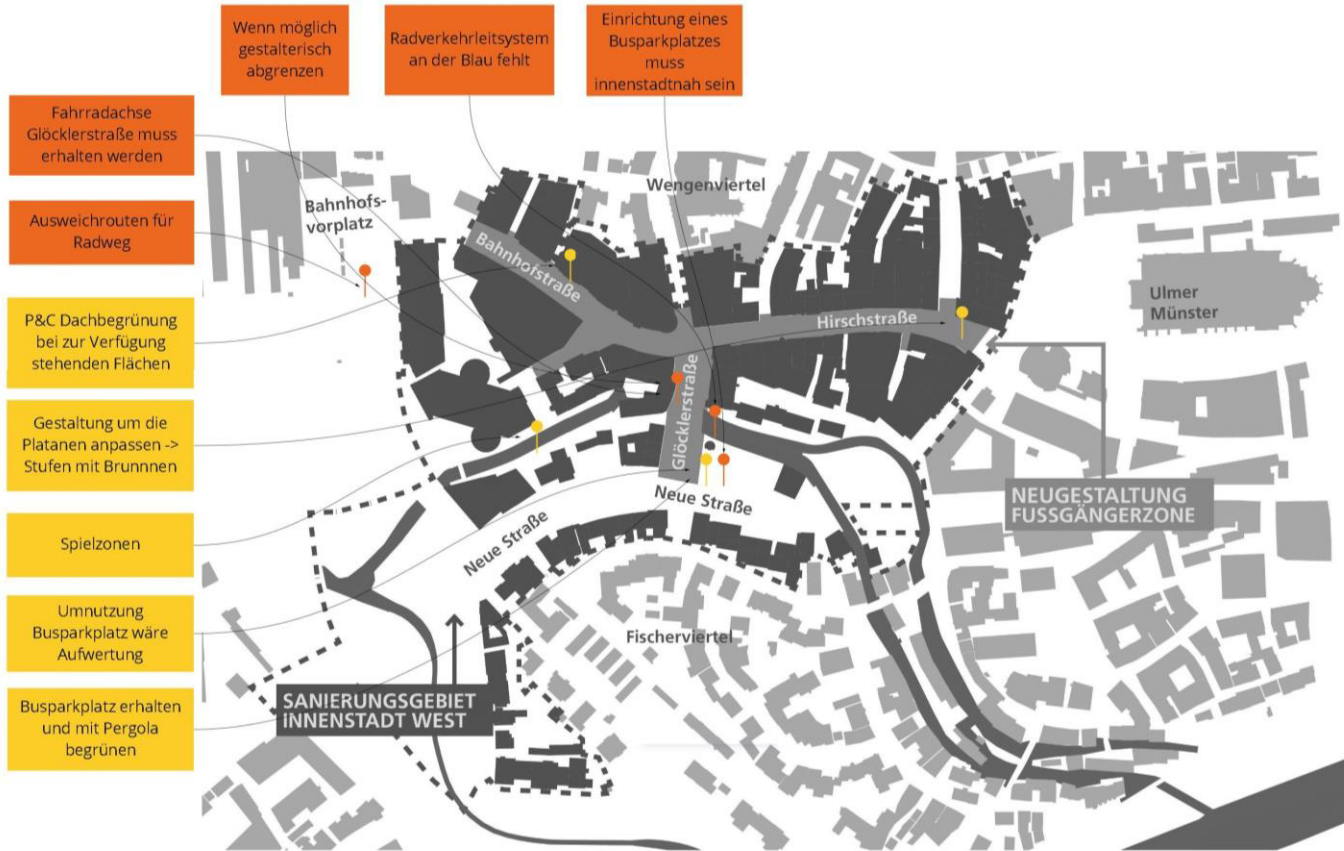 Wenn möglich
gestalterisch
abgrenzen
Radverkehrleitsystem
an der Blau fehlt
Einrichtung eines
Busparkplatzes
muss
innenstadtnah sein
Fahrradachse
Glöcklerstraße muss
erhalten werden
Ausweichrouten für
Radweg
P&C Dachbegrünung
bei zur Verfügung
stehenden Flächen
Gestaltung um die
Platanen anpassen ->
Stufen mit Brunnnen
Spielzonen
Umnutzung
Busparkplatz wäre
Aufwertung
Busparkplatz erhalten
und mit Pergola
begrünen
Bahnhofs-
vorplatz
Wengenviertel
Bahnhofstraße
Hirschstraße
Ulmer
Münster
Glöcklerstraße
Neue Straße
Neue Straße
NEUGESTALTUNG
FUSSGÄNGERZONE
Fischerviertel
SANIERUNGSGEBIET
INNENSTADT WEST